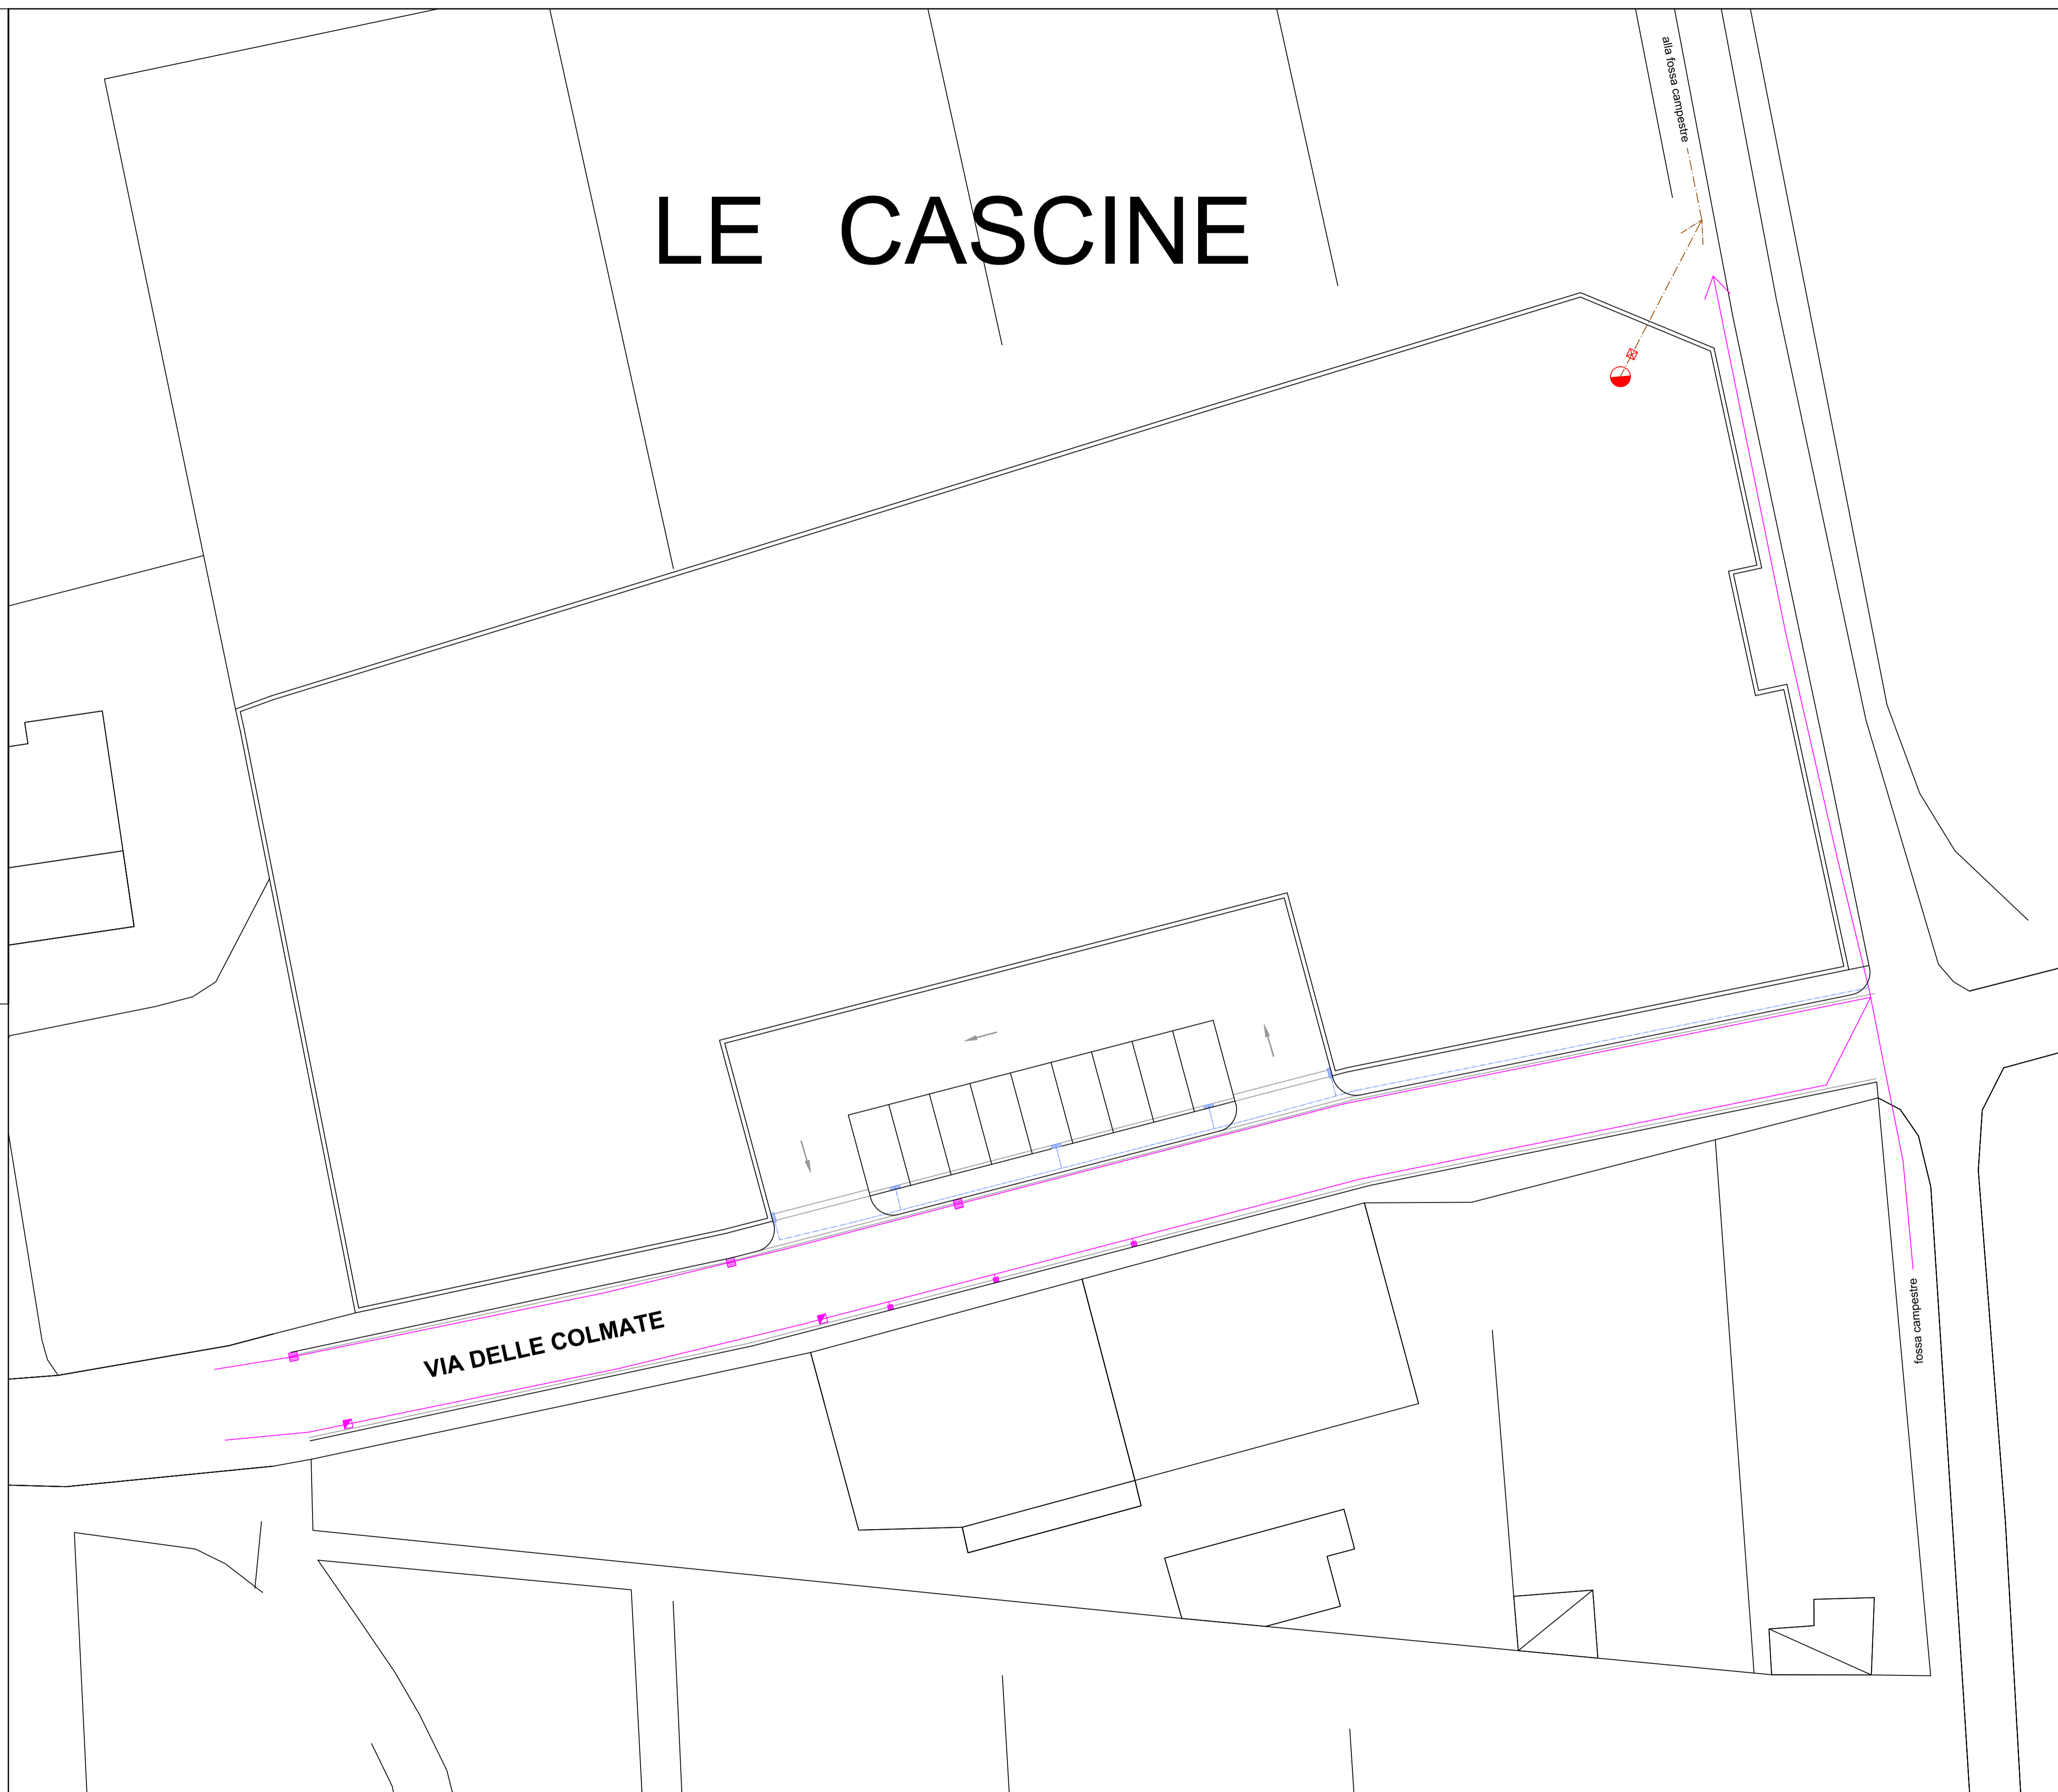 alla fossa campestre
LE CASCINE
VIA DELLE COLMATE
fossa campestre